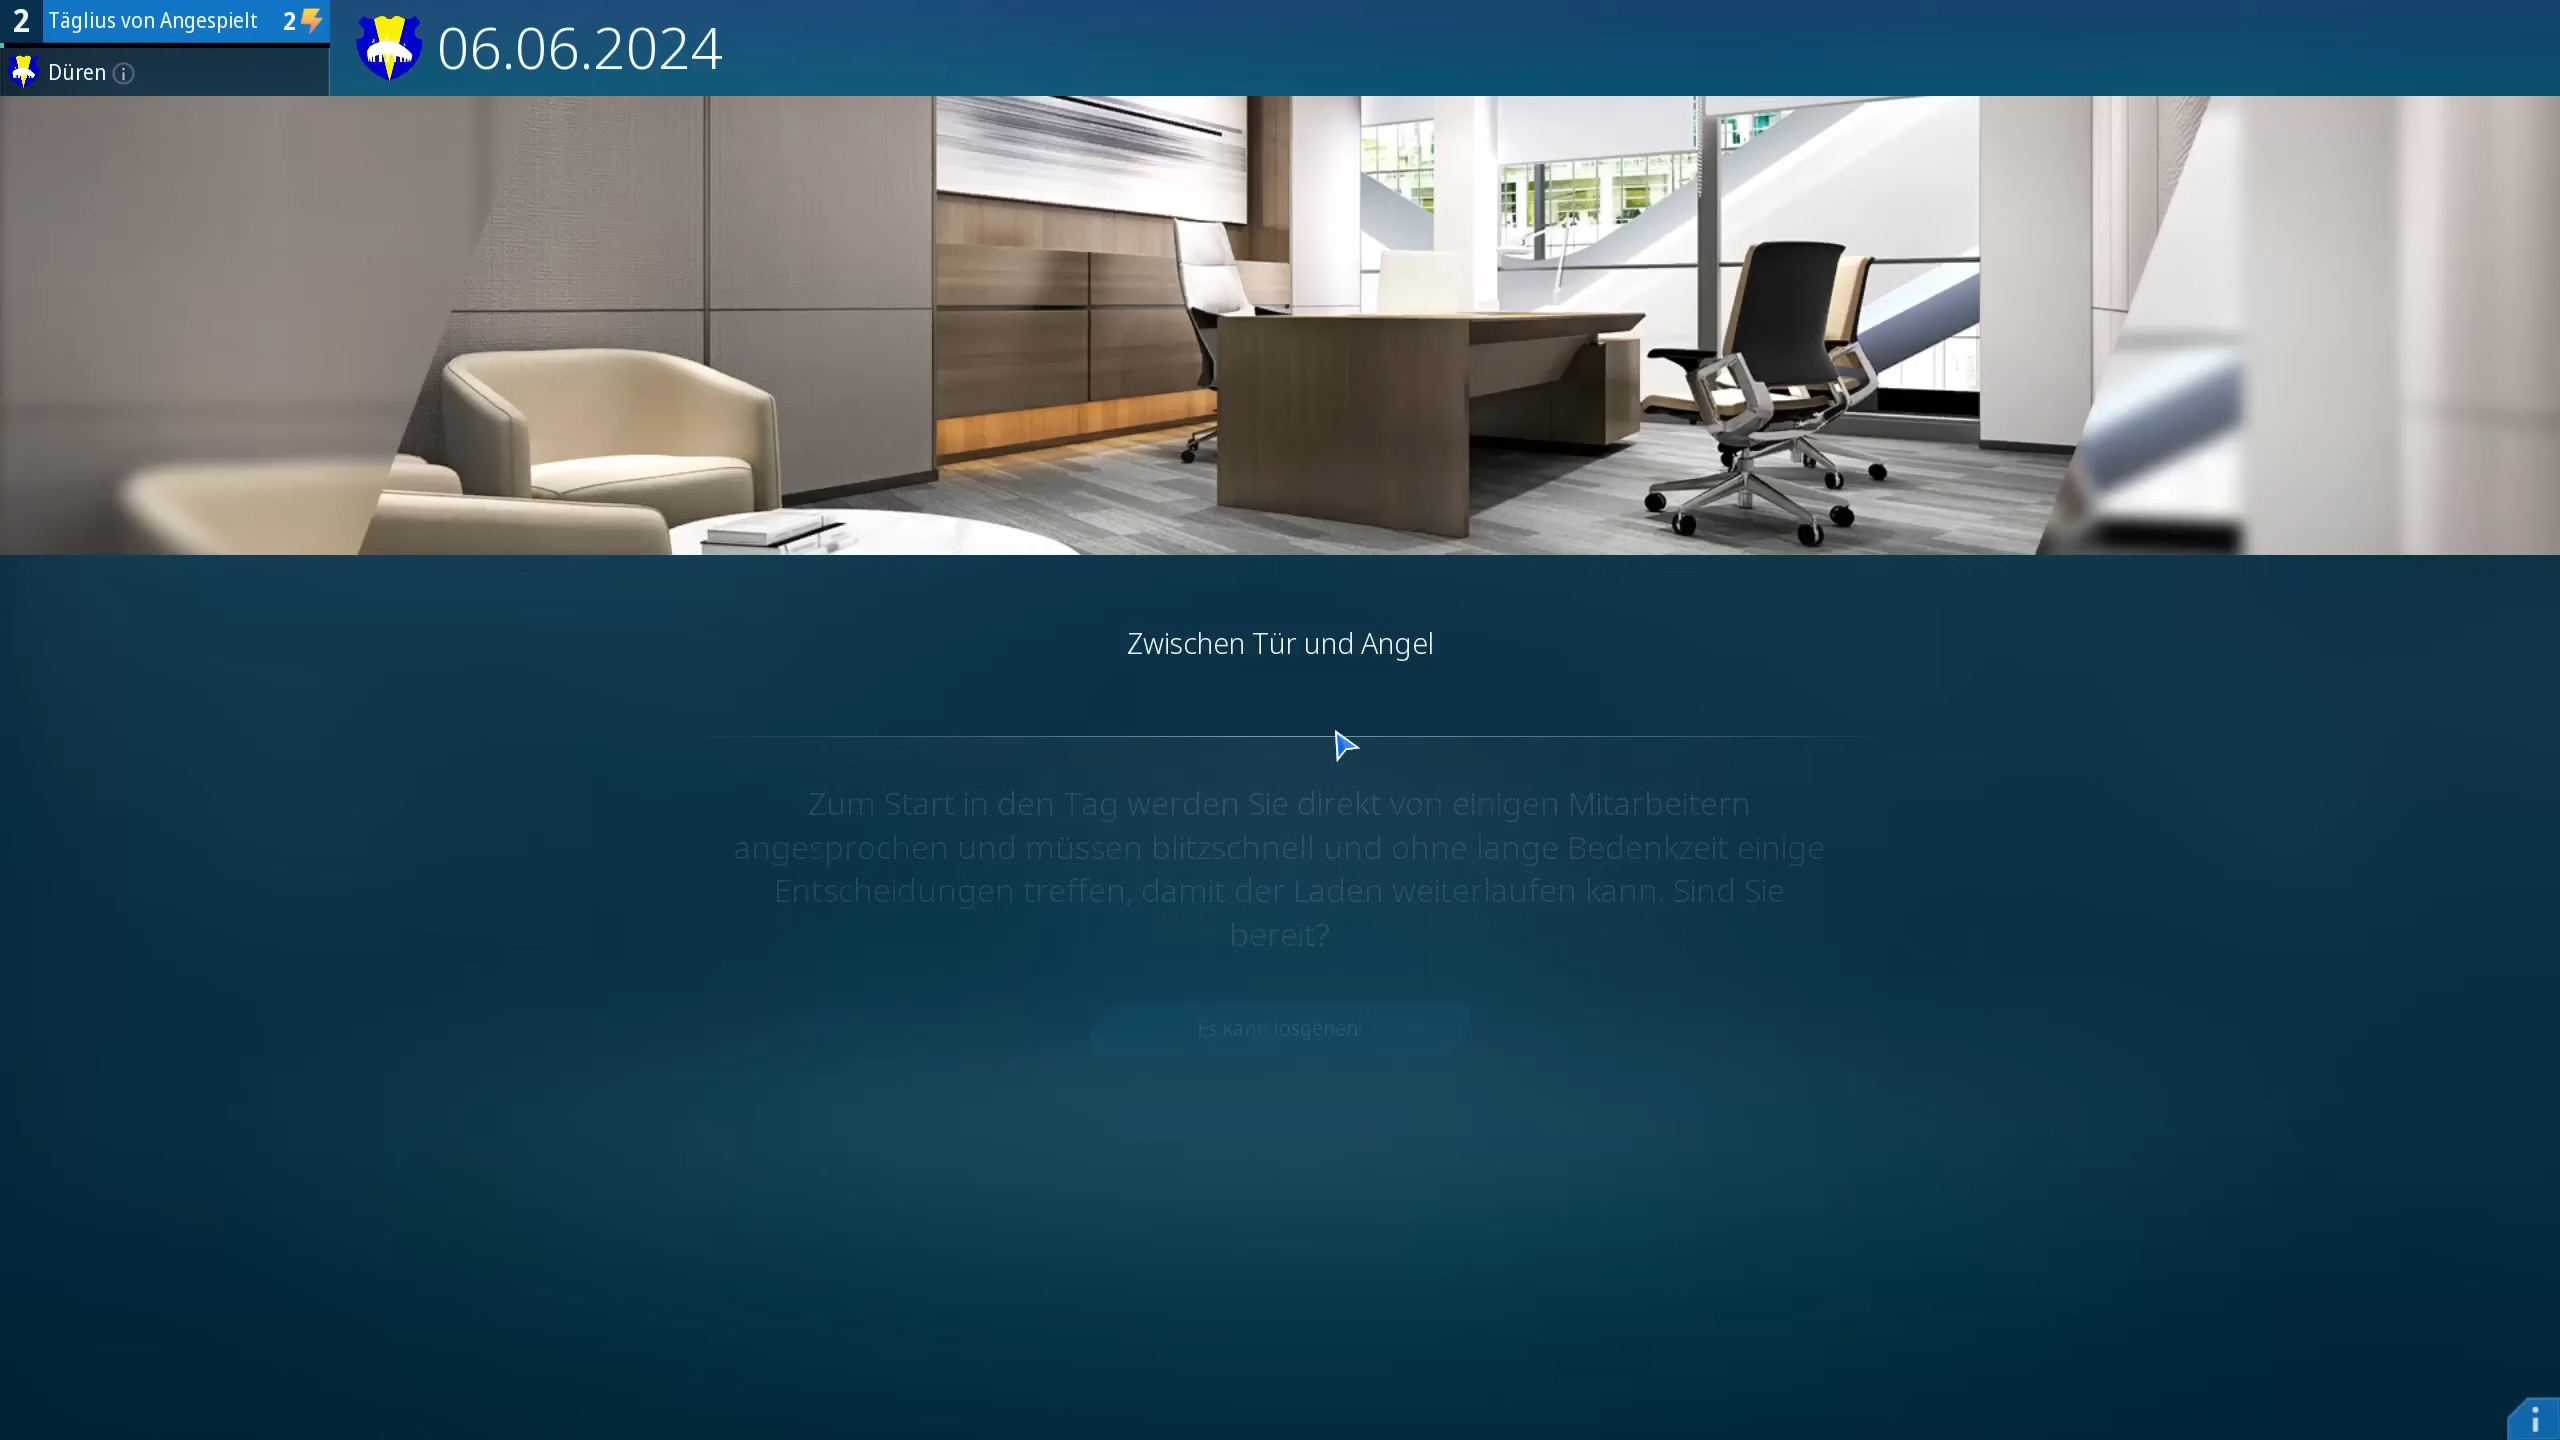 2 Täglius von Angespielt 2
Düren
06.06.2024
Zwischen Tür und Angel
Zum Start in den Tag werden Sie direkt von einigen Mitarbeitern
angesprochen und müssen blitzschnell und ohne lange Bedenkzeit einige
Entscheidungen treffen, damit der Laden weiterlaufen kann. Sind Sie
bereit?
Es kann losgehen!